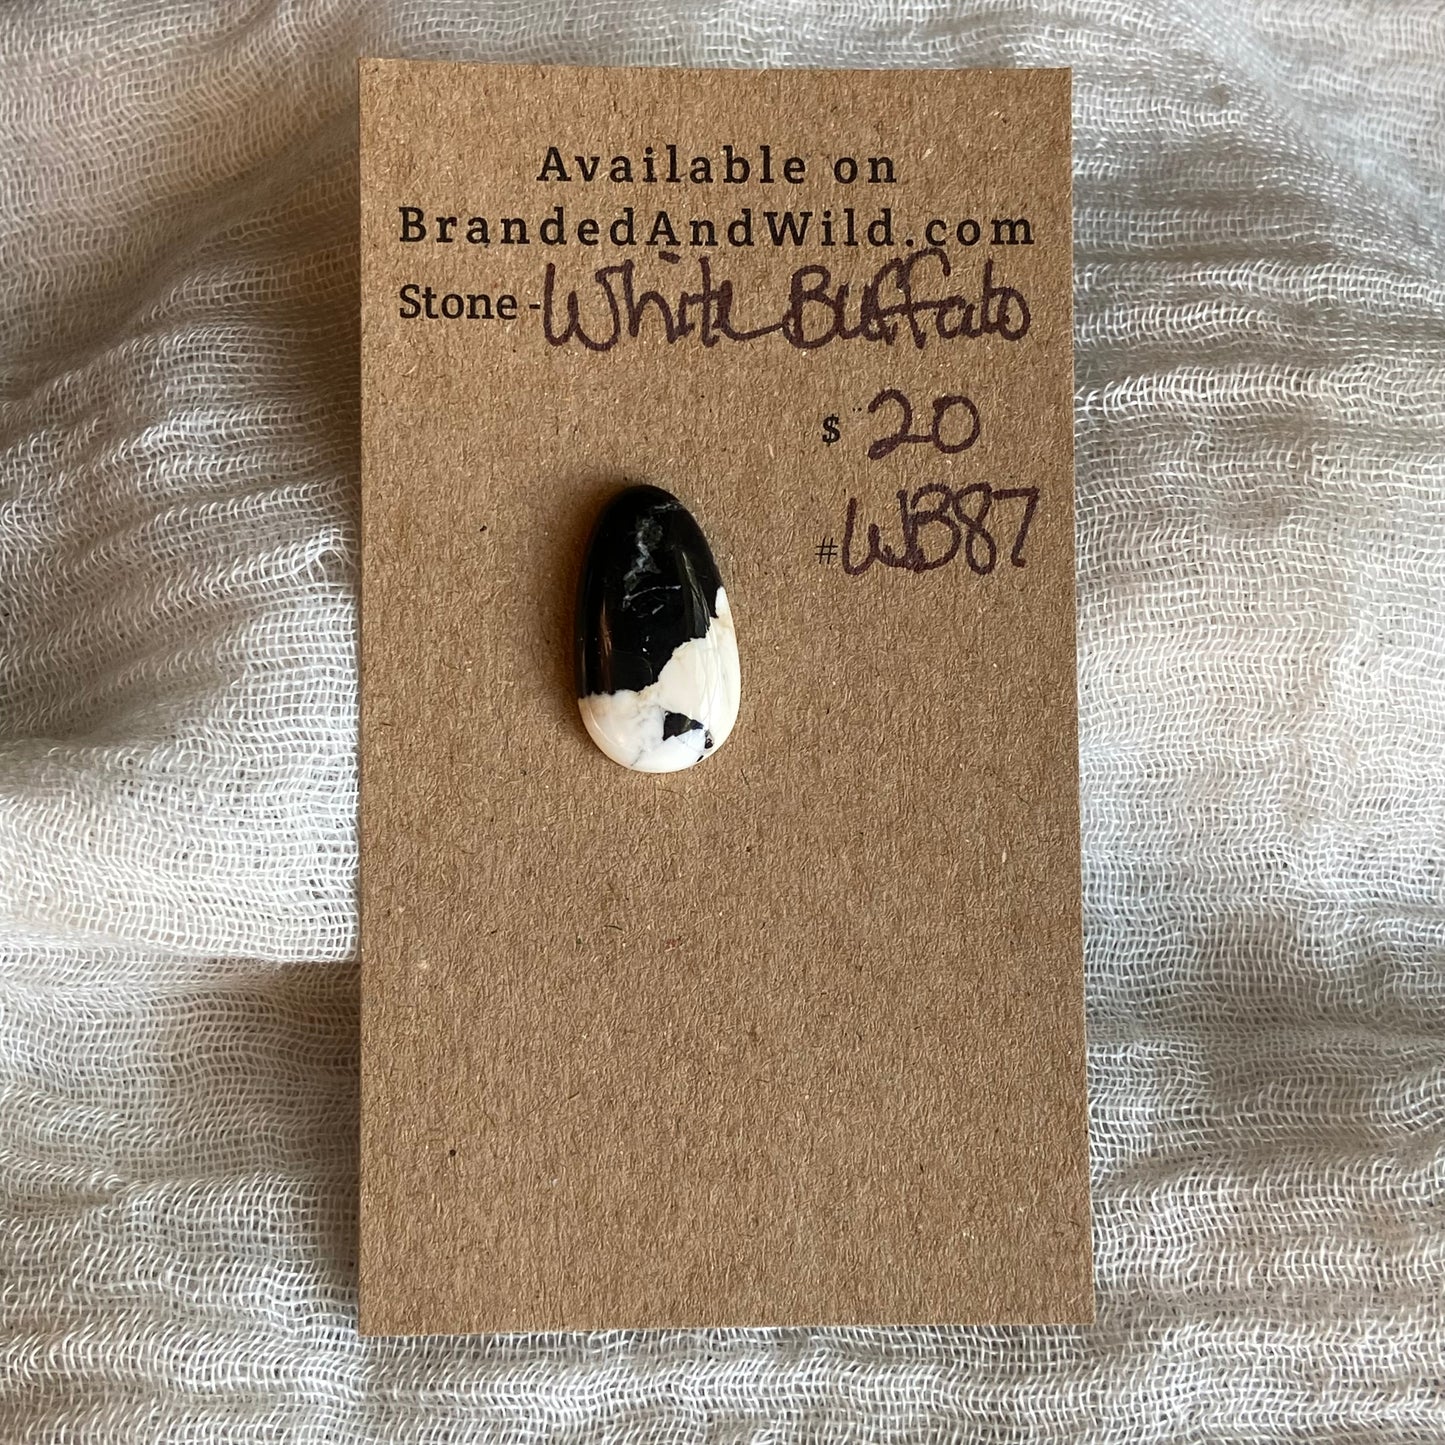 Available on
BrandedAndWild.com
Stone - White Buffalo
$ 20
# WB87